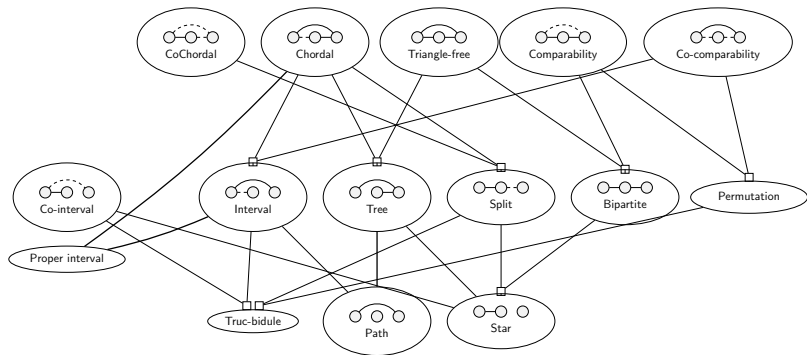 CoChordal
Chordal
Triangle-free
Comparability
Co-comparability
Co-interval
Interval
Tree
Split
Bipartite
Permutation
Proper interval
Truc-bidule
Path
Star